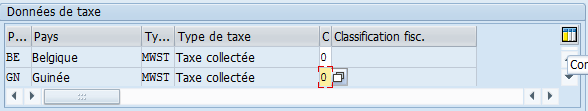 Données de taxe
P... Pays Ty... Type de taxe C Classification fisc.
BE Belgique MWST Taxe collectée 0
GN Guinée MWST Taxe collectée 0
Cor